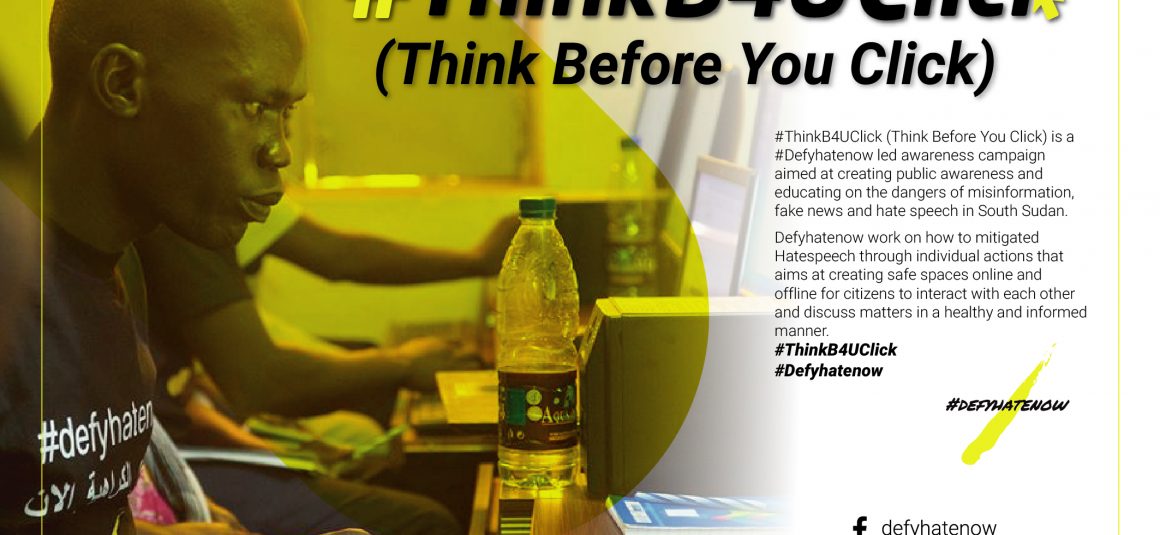 #ThinkB4UClick
(Think Before You Click)
#ThinkB4UClick (Think Before You Click) is a
#Defyhatenow led awareness campaign
aimed at creating public awareness and
educating on the dangers of misinformation,
fake news and hate speech in South Sudan.
Defyhatenow work on how to mitigated
Hatespeech through individual actions that
aims at creating safe spaces online and
offline for citizens to interact with each other
and discuss matters in a healthy and informed
manner.
#ThinkB4UClick
#Defyhatenow
#DEFYHATENOW
defyhatenow
#defyhaten
الكراهية الان